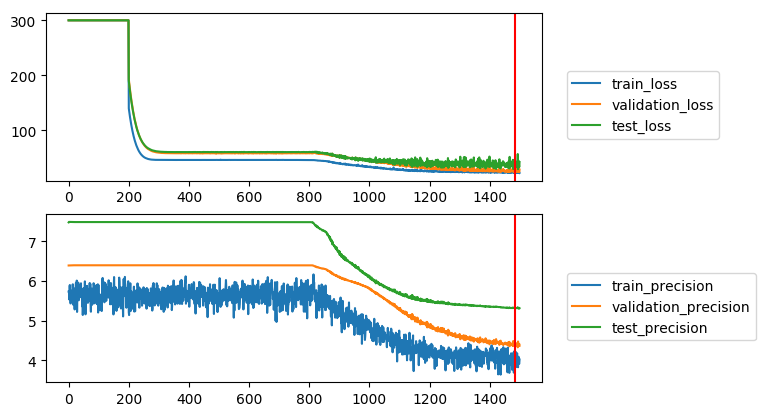 300
200
100
0 200 400 600 800 1000 1200 1400
train_loss
validation_loss
test_loss
7
6
5
4
0 200 400 600 800 1000 1200 1400
train_precision
validation_precision
test_precision